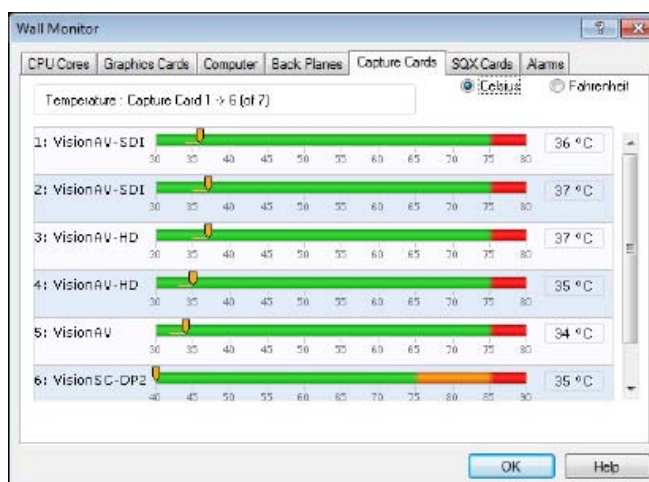 Wall Monitor
CPU Cores Graphics Cards Computer Back Planes Capture Cards SQX Cards Alarms
Temperature : Capture Card 1 -> 6 (of 7) Celsius Fahrenheit
1: VisionAV-SDI 36 ºC
30 35 40 45 50 55 60 65 70 75 80
2: VisionAV-SDI 37 ºC
30 35 40 45 50 55 60 65 70 75 80
3: VisionAV-HD 37 ºC
30 35 40 45 50 55 60 65 70 75 80
4: VisionAV-HD 35 ºC
30 35 40 45 50 55 60 65 70 75 80
5: VisionAV 34 ºC
30 35 40 45 50 55 60 65 70 75 80
6: VisionSC-DP2 35 ºC
40 45 50 55 60 65 70 75 80 85 90
OK Help